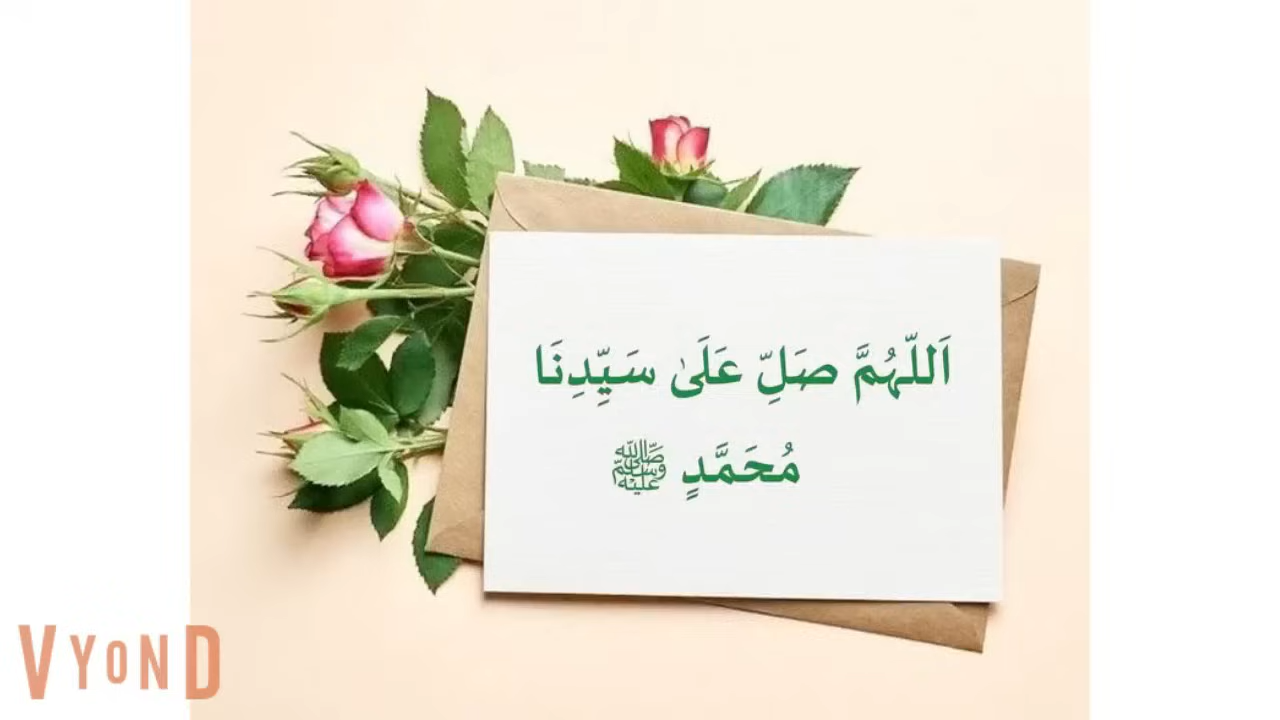 اَللّٰهُمَّ صَلِّ عَلَىٰ سَيِّدِنَا
مُحَمَّدٍ ﷺ
VYOND